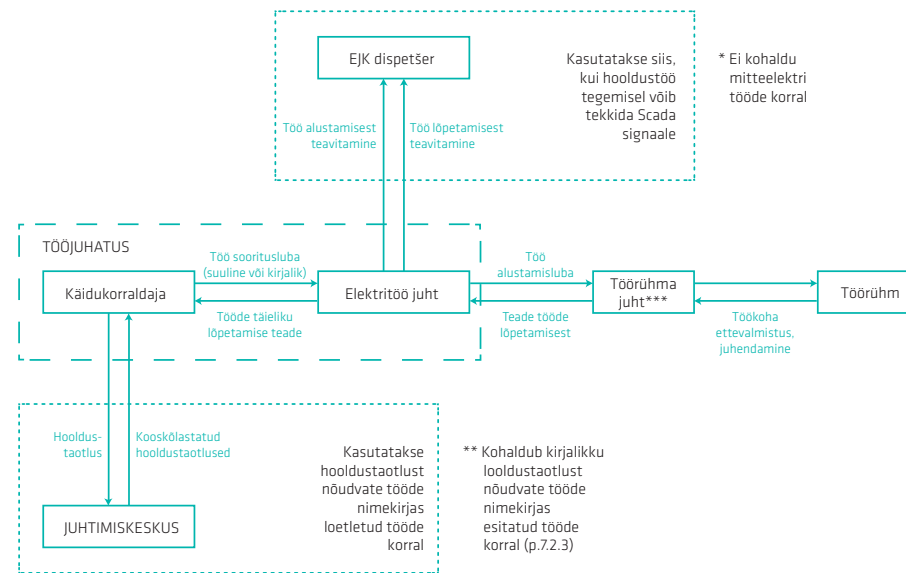 EJK dispetšer
Kasutatakse siis,
kui hooldustöö
tegemisel võib
tekkida Scada
signaale
* Ei kohaldu
mitteelektri
tööde korral
Töö alustamisest
teavitamine
Töö lõpetamisest
teavitamine
TÖÖJUHATUS
Käidukorraldaja
Töö sooritusluba
(suuline või kirjalik)
Tööde täieliku
lõpetamise teade
Elektritöö juht
Töö
alustamisluba
Teade tööde
lõpetamisest
Töörühma
juht***
Töökoha
ettevalmistus,
juhendamine
Töörühm
Hooldus-
taotlus
Kooskõlastatud
hooldustaotlused
JUHTIMISKESKUS
Kasutatakse
hooldustaotlust
nõudvate tööde
nimekirjas
loetletud tööde
korral
** Kohaldub kirjalikku
looldustaotlust
nõudvate tööde
nimekirjas
esitatud tööde
korral (p.7.2.3)